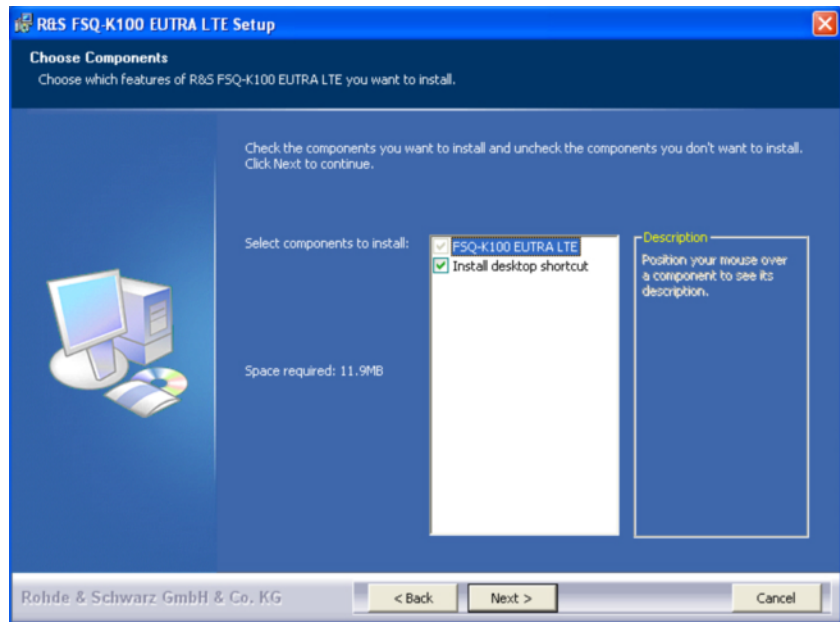 R&S FSQ-K100 EUTRA LTE Setup
Choose Components
Choose which features of R&S FSQ-K100 EUTRA LTE you want to install.
Check the components you want to install and uncheck the components you don't want to install.
Click Next to continue.
Select components to install:
FSQ-K100 EUTRA LTE
Install desktop shortcut
Description
Position your mouse over
a component to see its
description.
Space required: 11.9MB
Rohde & Schwarz GmbH & Co. KG
< Back
Next >
Cancel